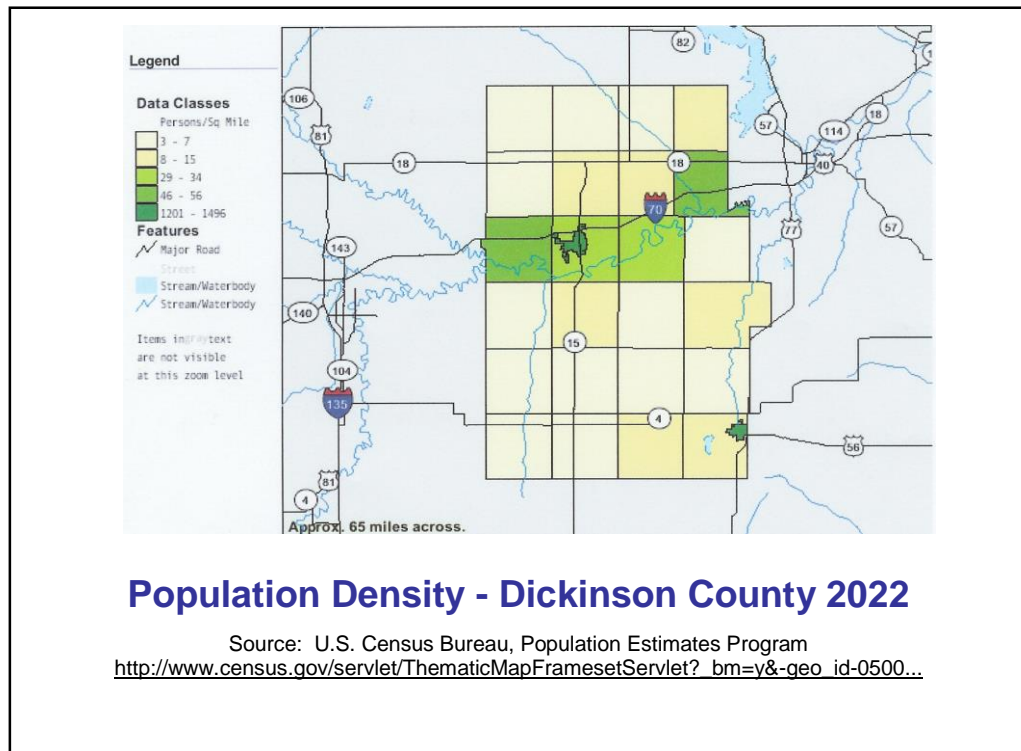 Legend
Data Classes
Persons/Sq Mile
3 - 7
8 - 15
29 - 34
46 - 56
1201 - 1496
Features
Major Road
Street
Stream/Waterbody
Stream/Waterbody
Items in gray text
are not visible
at this zoom level
82
106
81
57
18
114
18
18
40
70
77
57
143
140
15
104
135
4
56
81
4
Approx. 65 miles across.
Population Density - Dickinson County 2022
Source: U.S. Census Bureau, Population Estimates Program
http://www.census.gov/servlet/ThematicMapFramesetServlet?_bm=y&-geo_id-0500...